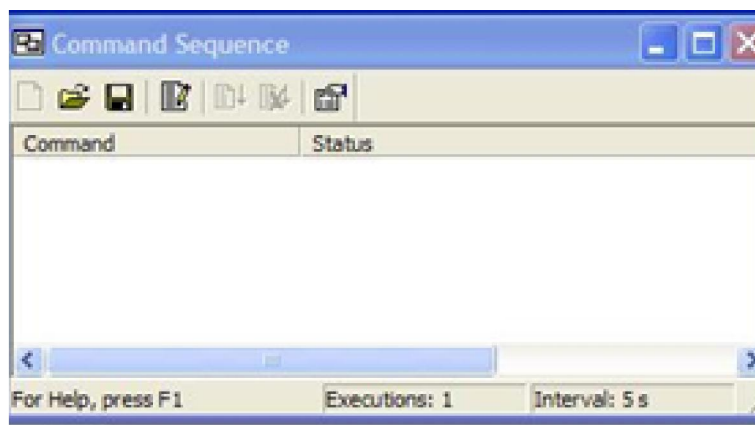 Command Sequence
Command Status
For Help, press F1 Executions: 1 Interval: 5 s